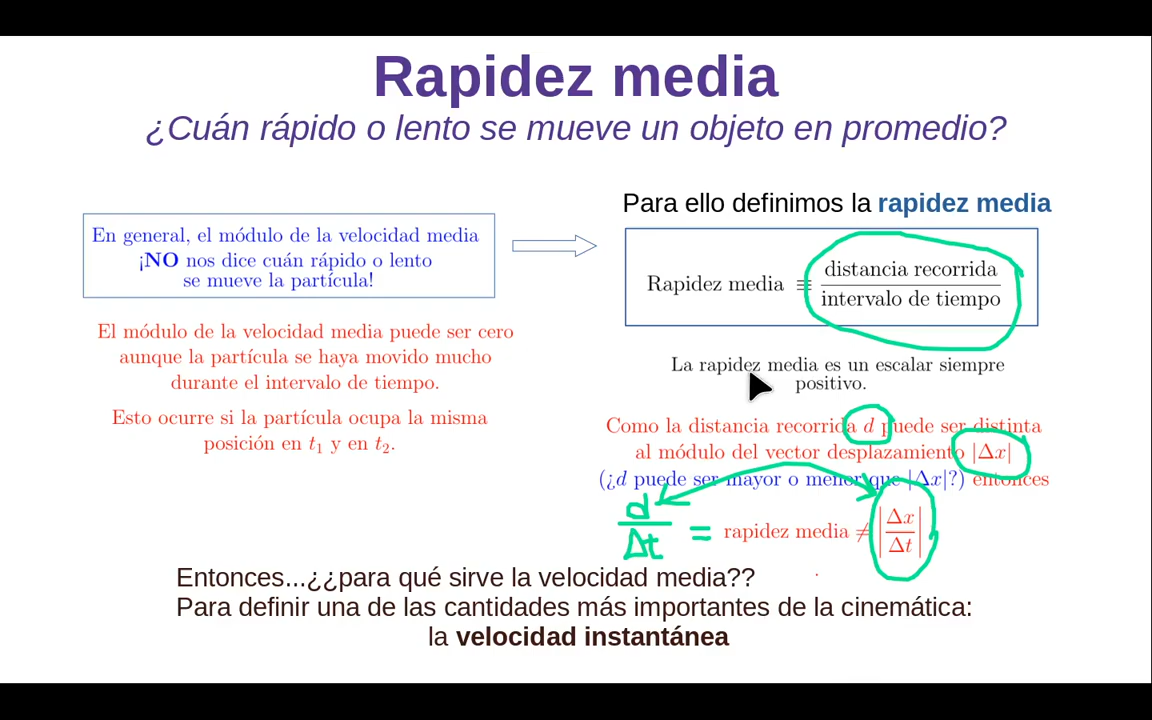 Rapidez media
¿Cuán rápido o lento se mueve un objeto en promedio?
En general, el módulo de la velocidad media
¡NO nos dice cuán rápido o lento
se mueve la partícula!
El módulo de la velocidad media puede ser cero
aunque la partícula se haya movido mucho
durante el intervalo de tiempo.
Esto ocurre si la partícula ocupa la misma
posición en t₁ y en t₂.
Para ello definimos la rapidez media
Rapidez media ≡ distancia recorrida / intervalo de tiempo
La rapidez media es un escalar siempre
positivo.
Como la distancia recorrida d puede ser distinta
al módulo del vector desplazamiento |Δx|
(¿d puede ser mayor o menor que |Δx|?) entonces
d/Δt = rapidez media ≠ |Δx/Δt|
Entonces...¿¿para qué sirve la velocidad media??
Para definir una de las cantidades más importantes de la cinemática:
la velocidad instantánea